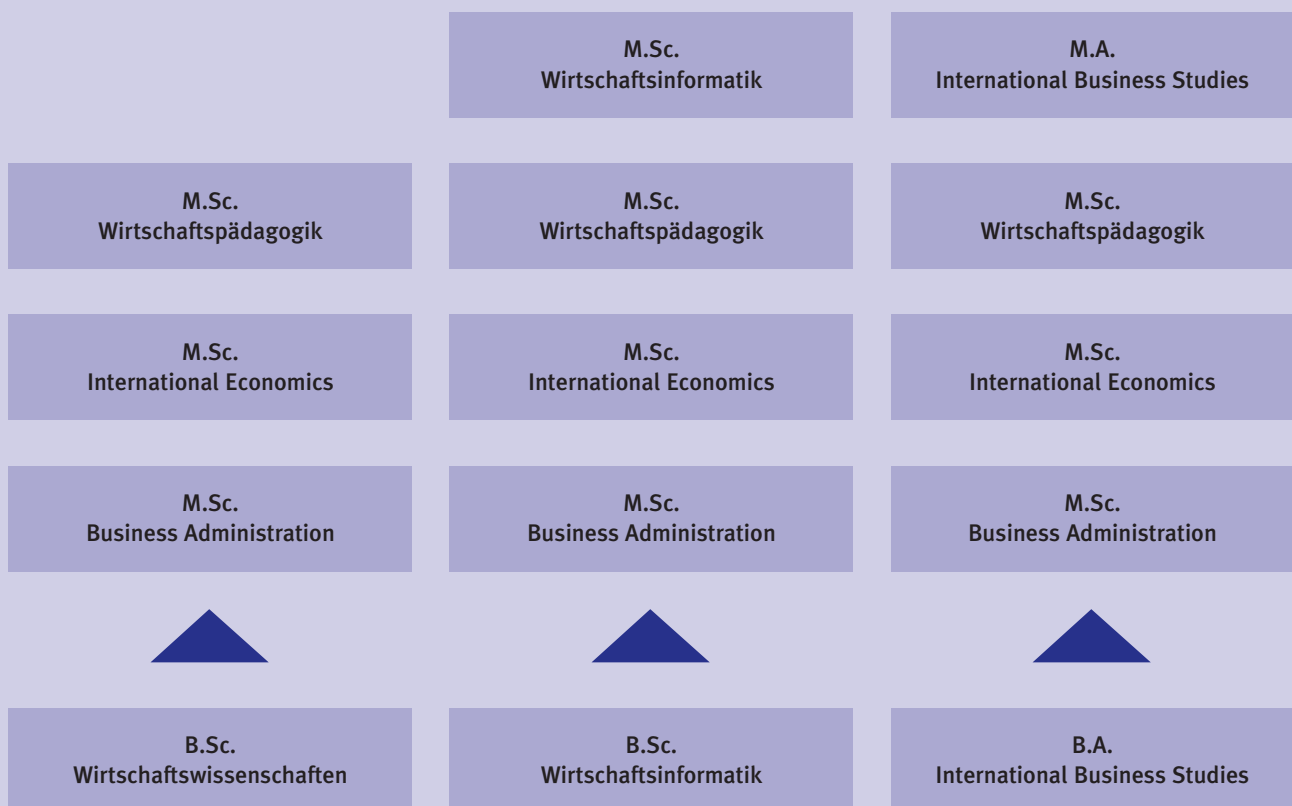 M.Sc.
Wirtschaftsinformatik
M.A.
International Business Studies
M.Sc.
Wirtschaftspädagogik
M.Sc.
Wirtschaftspädagogik
M.Sc.
Wirtschaftspädagogik
M.Sc.
International Economics
M.Sc.
International Economics
M.Sc.
International Economics
M.Sc.
Business Administration
M.Sc.
Business Administration
M.Sc.
Business Administration
B.Sc.
Wirtschaftswissenschaften
B.Sc.
Wirtschaftsinformatik
B.A.
International Business Studies